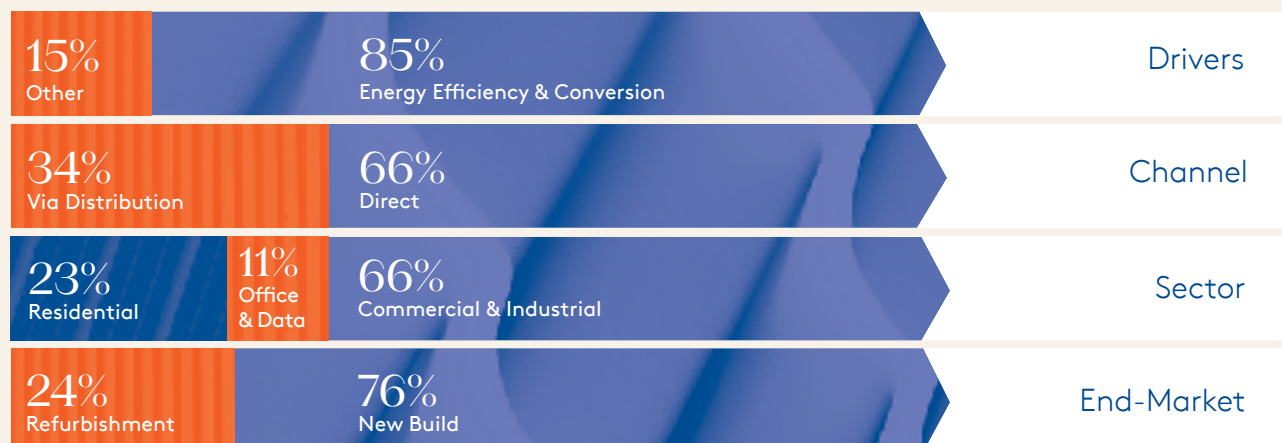 15%
Other
85%
Energy Efficiency & Conversion
Drivers
34%
Via Distribution
66%
Direct
Channel
23%
Residential
11%
Office
& Data
66%
Commercial & Industrial
Sector
24%
Refurbishment
76%
New Build
End-Market